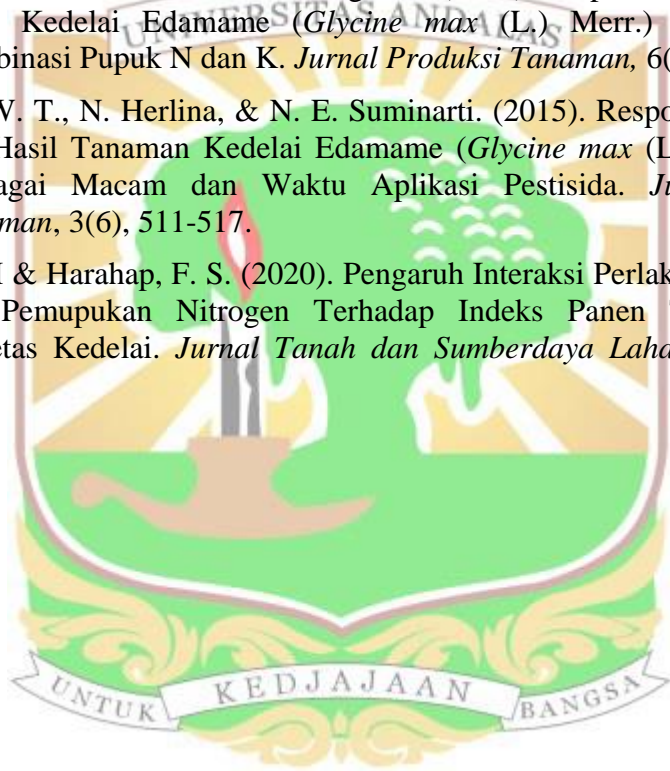 Kedelai Edamame (Glycine max (L.) Merr.)
binasi Pupuk N dan K. Jurnal Produksi Tanaman, 6(
W. T., N. Herlina, & N. E. Suminarti. (2015). Respo
Hasil Tanaman Kedelai Edamame (Glycine max (L
agai Macam dan Waktu Aplikasi Pestisida. Ju
man, 3(6), 511-517.
& Harahap, F. S. (2020). Pengaruh Interaksi Perlak
Pemupukan Nitrogen Terhadap Indeks Panen
etas Kedelai. Jurnal Tanah dan Sumberdaya Laha
UNIVERSITAS ANDALAS
UNTUK KEDJAJAAN BANGSA